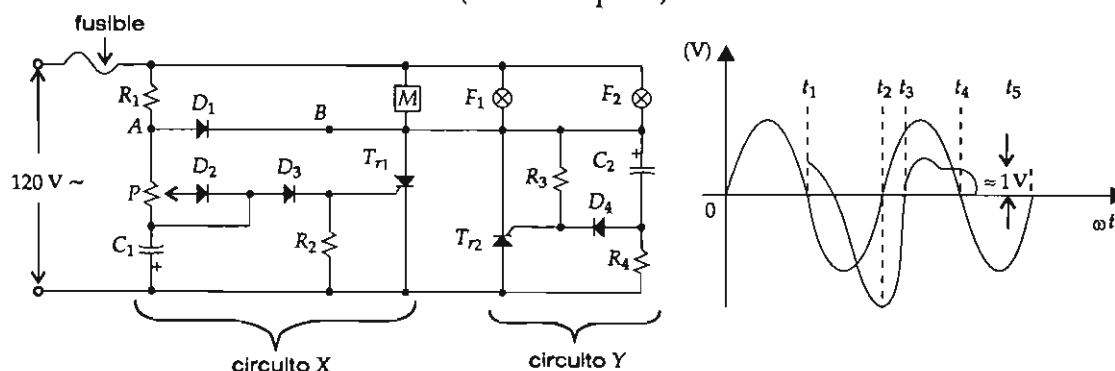 fusible
R₁
A
D₁
B
M
F₁
F₂
120 V ~
P
D₂
D₃
Tr1
R₃
C₂
+
D₄
C₁
+
R₂
Tr2
R₄
circuito X
circuito Y
(V)
t₁
t₂
t₃
t₄
t₅
≈ 1 V
0
ωt